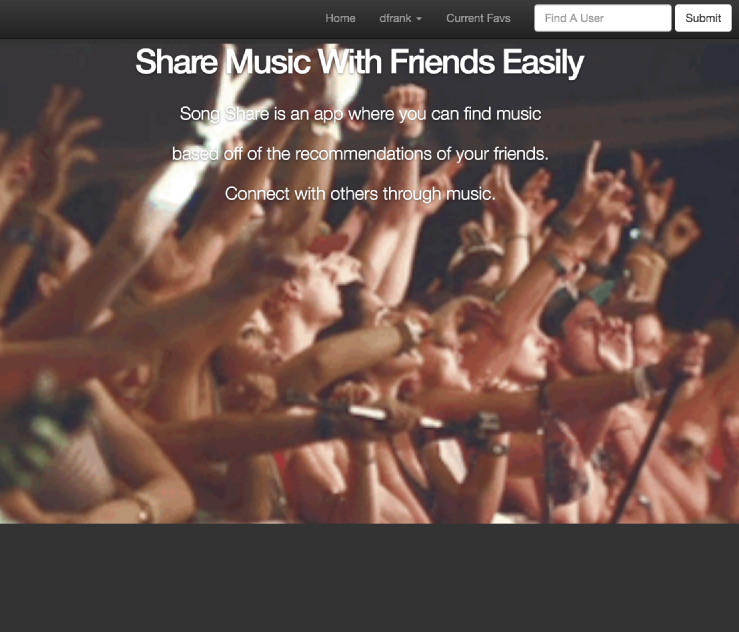 Home dfrank Current Favs Find A User Submit
Share Music With Friends Easily
Song Share is an app where you can find music
based off of the recommendations of your friends.
Connect with others through music.